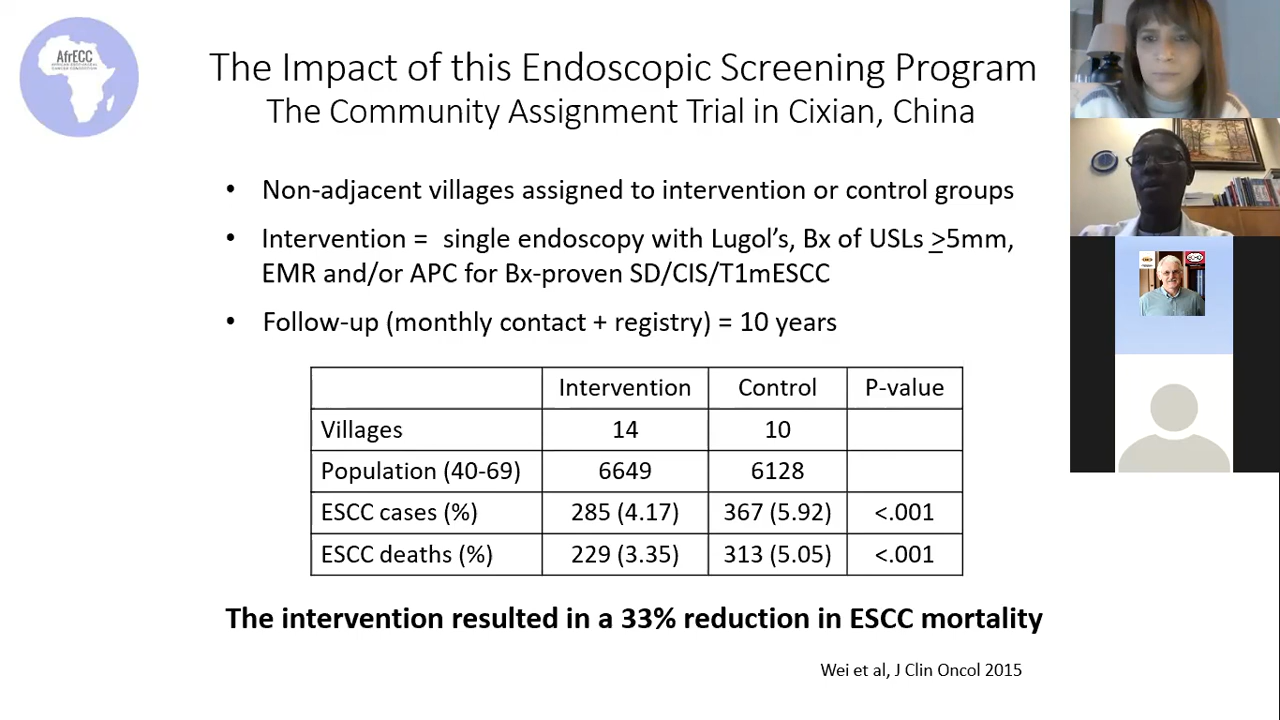 AfrECC
AFRICAN ESOPHAGEAL
CANCER CONSORTIUM
The Impact of this Endoscopic Screening Program
The Community Assignment Trial in Cixian, China
• Non-adjacent villages assigned to intervention or control groups
• Intervention = single endoscopy with Lugol's, Bx of USLs ≥5mm,
EMR and/or APC for Bx-proven SD/CIS/T1mESCC
• Follow-up (monthly contact + registry) = 10 years
Intervention Control P-value
Villages 14 10
Population (40-69) 6649 6128
ESCC cases (%) 285 (4.17) 367 (5.92) <.001
ESCC deaths (%) 229 (3.35) 313 (5.05) <.001
The intervention resulted in a 33% reduction in ESCC mortality
Wei et al, J Clin Oncol 2015